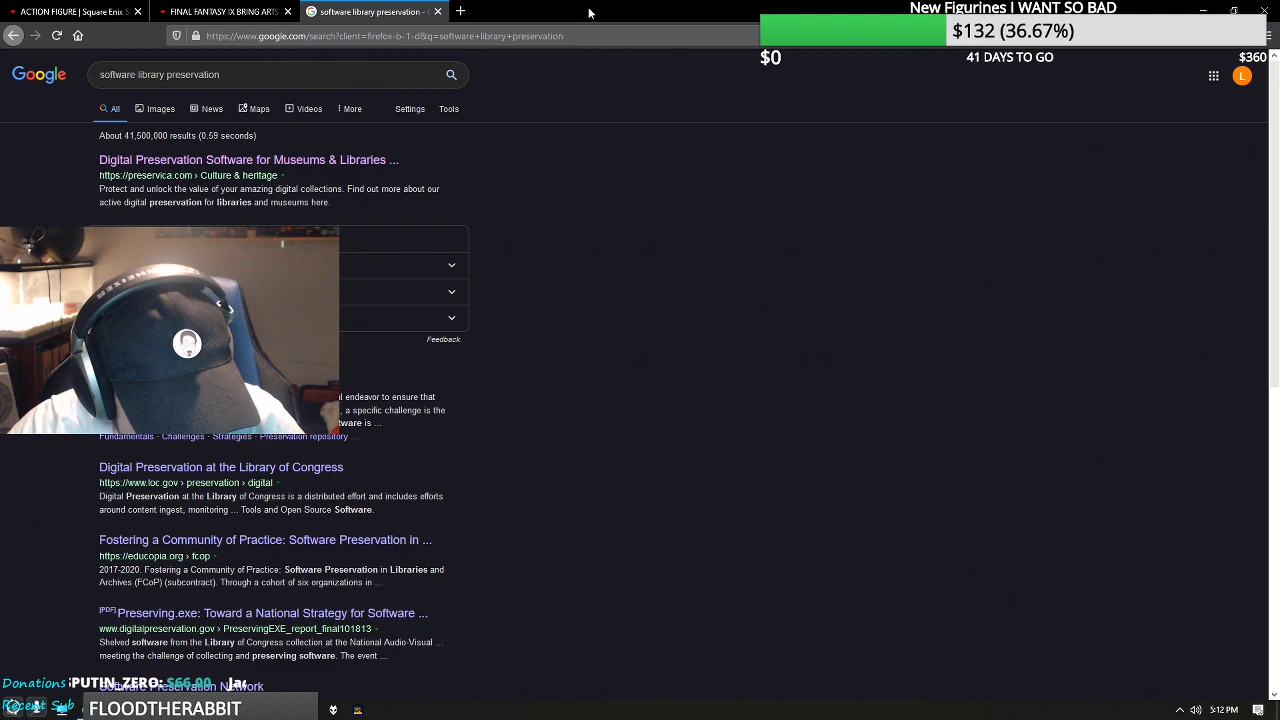 New Figurines I WANT SO BAD
ACTION FIGURE | Square Enix S
FINAL FANTASY IX BRING ARTS
software library preservation -
https://www.google.com/search?client=firefox-b-1-d&q=software+library+preservation
$132 (36.67%)
$0
41 DAYS TO GO
$360
Google
software library preservation
L
All
Images
News
Maps
Videos
More
Settings
Tools
About 41,500,000 results (0.59 seconds)
Digital Preservation Software for Museums & Libraries ...
https://preservica.com › Culture & heritage
Protect and unlock the value of your amazing digital collections. Find out more about our
active digital preservation for libraries and museums here.
SENNHEISER
Feedback
al endeavor to ensure that
, a specific challenge is the
tware is ...
Fundamentals · Challenges · Strategies · Preservation repository ...
Digital Preservation at the Library of Congress
https://www.loc.gov › preservation › digital
Digital Preservation at the Library of Congress is a distributed effort and includes efforts
around content ingest, monitoring ... Tools and Open Source Software.
Fostering a Community of Practice: Software Preservation in ...
https://educopia.org › fcop
2017-2020. Fostering a Community of Practice: Software Preservation in Libraries and
Archives (FCoP) (subcontract). Through a cohort of six organizations in ...
[PDF] Preserving.exe: Toward a National Strategy for Software ...
www.digitalpreservation.gov › PreservingEXE_report_final101813
Shelved software from the Library of Congress collection at the National Audio-Visual ...
meeting the challenge of collecting and preserving software. The event ...
Software Preservation Network
Donations
SPUTIN_ZERO: $66.00
Jac
Recent Sub
FLOODTHERABBIT
5:12 PM